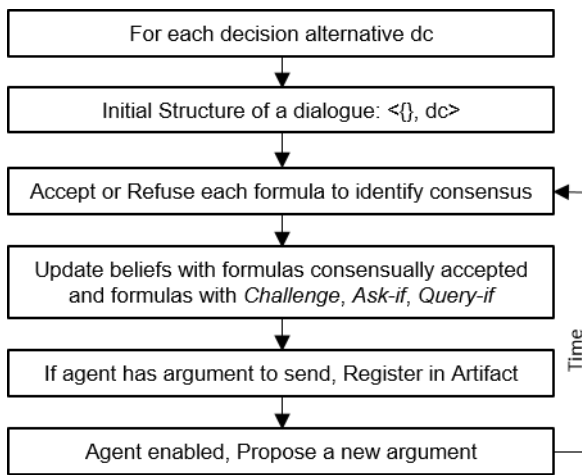 For each decision alternative dc
Initial Structure of a dialogue: <{}, dc>
Accept or Refuse each formula to identify consensus
Update beliefs with formulas consensually accepted
and formulas with Challenge, Ask-if, Query-if
If agent has argument to send, Register in Artifact
Time
Agent enabled, Propose a new argument